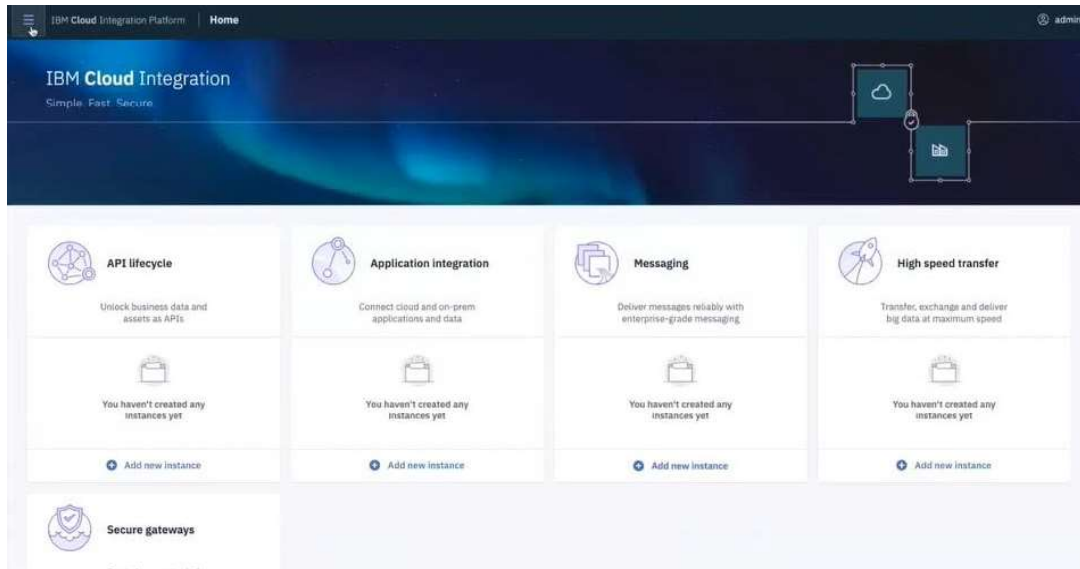 IBM Cloud Integration Platform | Home
admin
IBM Cloud Integration
Simple. Fast. Secure.
API lifecycle
Unlock business data and
assets as APIs
You haven't created any
instances yet
Add new instance
Application integration
Connect cloud and on-prem
applications and data
You haven't created any
instances yet
Add new instance
Messaging
Deliver messages reliably with
enterprise-grade messaging
You haven't created any
instances yet
Add new instance
High speed transfer
Transfer, exchange and deliver
big data at maximum speed
You haven't created any
instances yet
Add new instance
Secure gateways